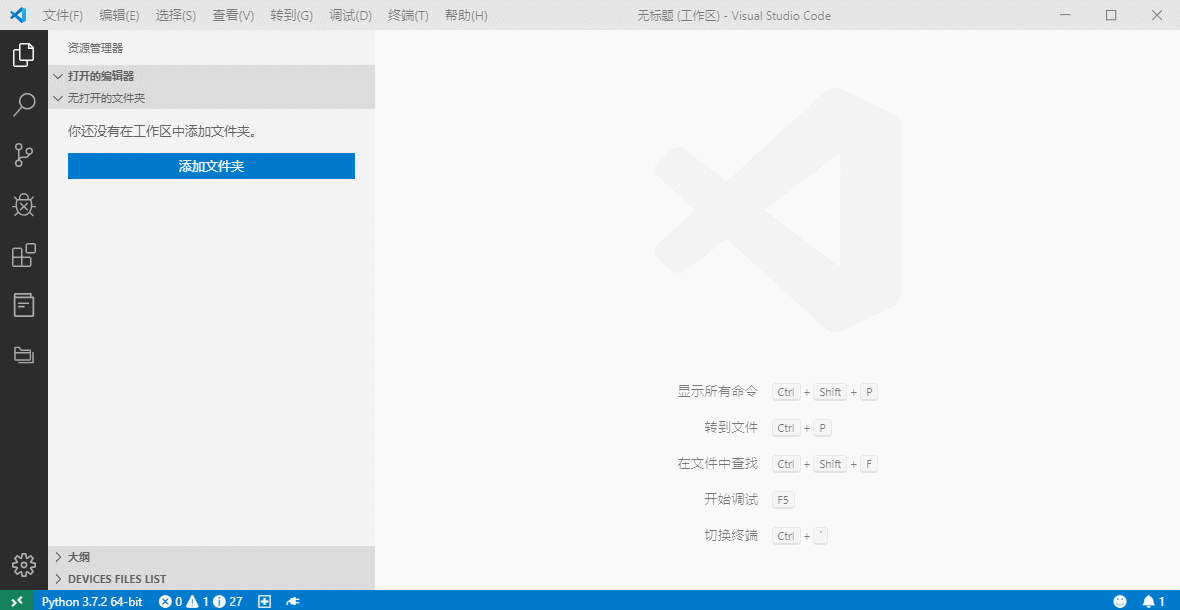 文件(F) 编辑(E) 选择(S) 查看(V) 转到(G) 调试(D) 终端(T) 帮助(H) 无标题 (工作区) - Visual Studio Code
资源管理器
打开的编辑器
无打开的文件夹
你还没有在工作区中添加文件夹。
添加文件夹
显示所有命令 Ctrl + Shift + P
转到文件 Ctrl + P
在文件中查找 Ctrl + Shift + F
开始调试 F5
切换终端 Ctrl + `
大纲
DEVICES FILES LIST
Python 3.7.2 64-bit 0 1 27 1